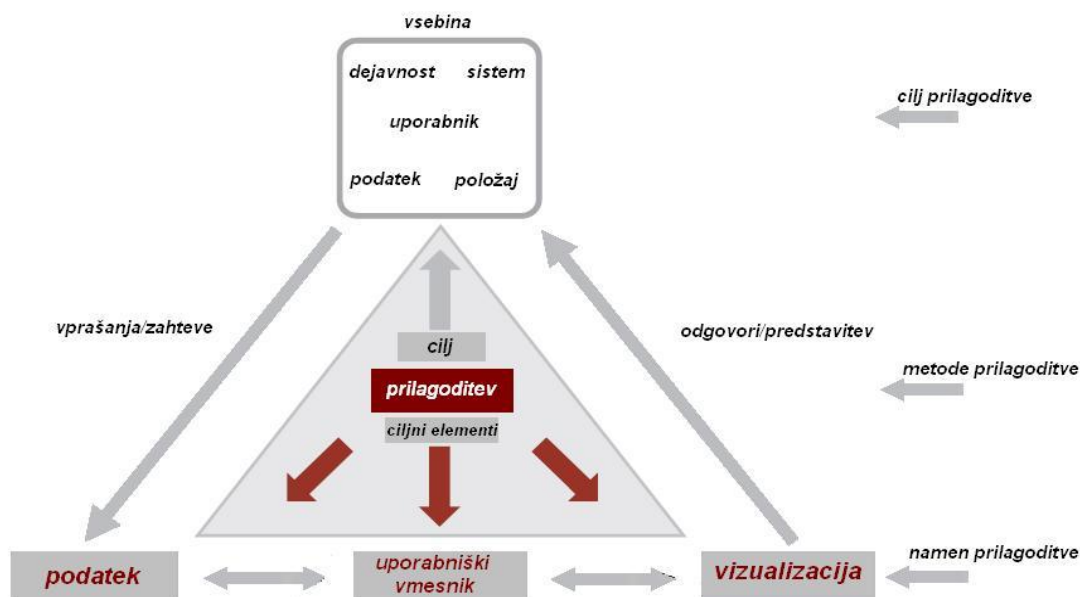 vsebina
dejavnost sistem
uporabnik
podatek položaj
cilj prilagoditve
vprašanja/zahteve
odgovori/predstavitev
cilj
metode prilagoditve
prilagoditev
ciljni elementi
podatek
uporabniški
vmesnik
vizualizacija
namen prilagoditve